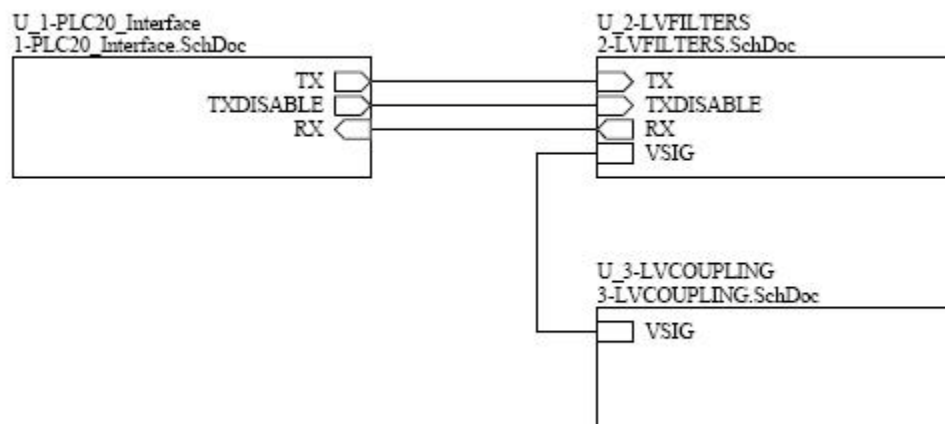 U_1-PLC20_Interface
1-PLC20_Interface.SchDoc
TX
TXDISABLE
RX
U_2-LVFILTERS
2-LVFILTERS.SchDoc
TX
TXDISABLE
RX
VSIG
U_3-LVCOUPLING
3-LVCOUPLING.SchDoc
VSIG